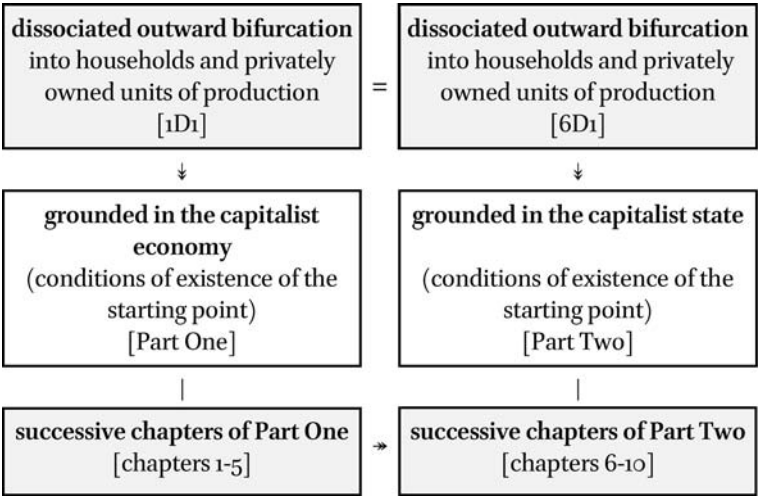 dissociated outward bifurcation
into households and privately
owned units of production
[1D1]
=
dissociated outward bifurcation
into households and privately
owned units of production
[6D1]
↡
↡
grounded in the capitalist
economy
(conditions of existence of the
starting point)
[Part One]
grounded in the capitalist state
(conditions of existence of the
starting point)
[Part Two]
|
|
successive chapters of Part One
[chapters 1-5]
↠
successive chapters of Part Two
[chapters 6-10]